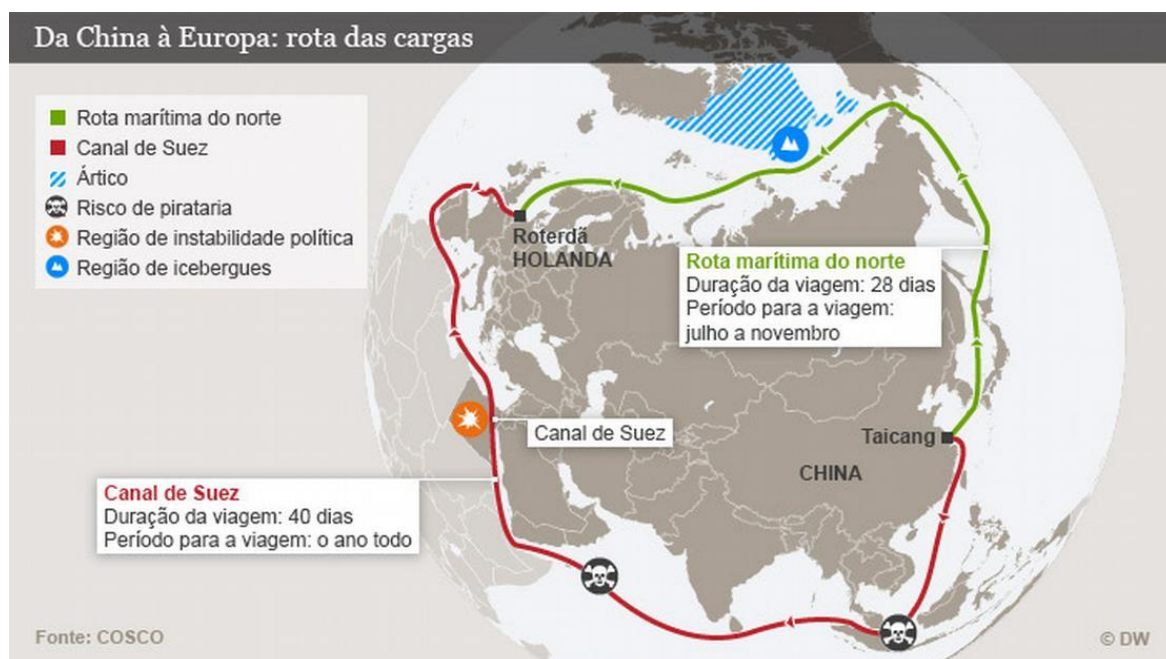 Da China à Europa: rota das cargas
Rota marítima do norte
Canal de Suez
Ártico
Risco de pirataria
Região de instabilidade política
Região de icebergues
Roterdã
HOLANDA
Rota marítima do norte
Duração da viagem: 28 dias
Período para a viagem:
julho a novembro
Canal de Suez
Taicang
CHINA
Canal de Suez
Duração da viagem: 40 dias
Período para a viagem: o ano todo
Fonte: COSCO
© DW